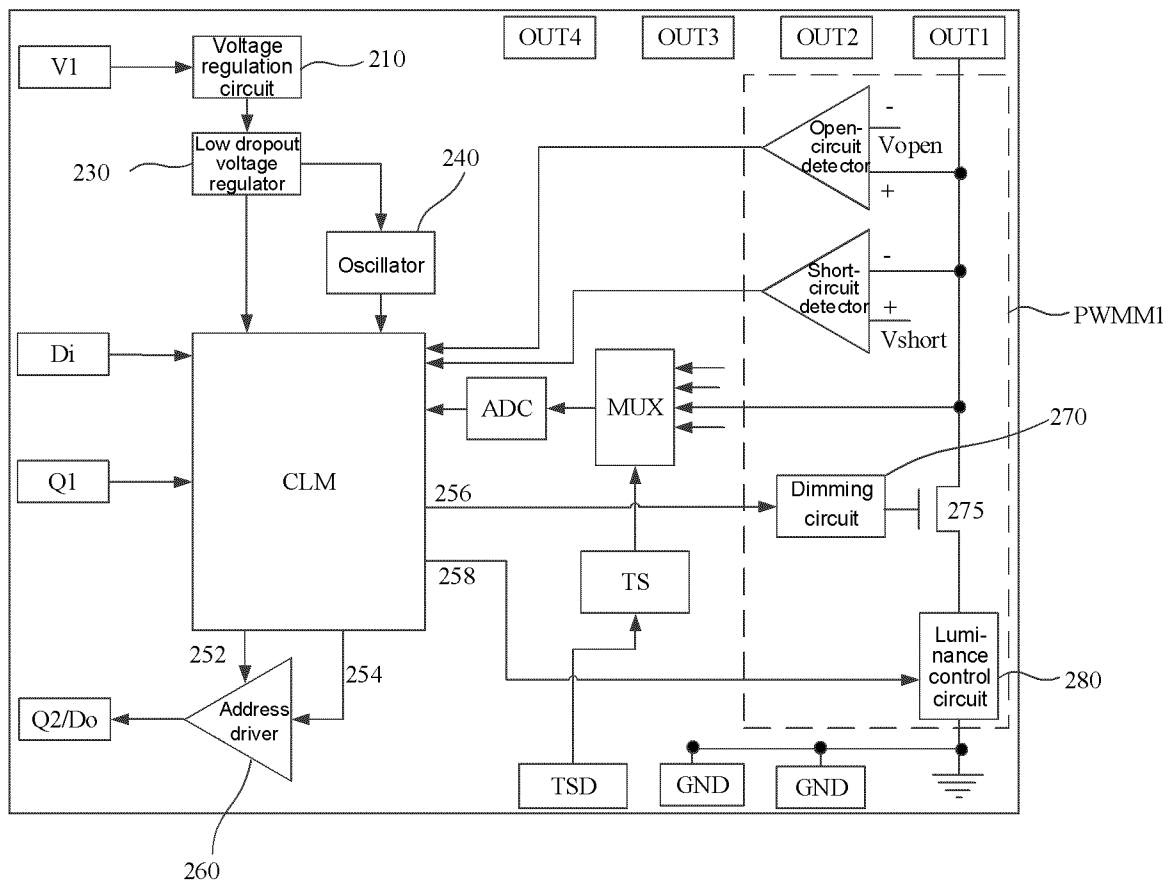 OUT4
OUT3
OUT2
OUT1
V1
Voltage
regulation
circuit
210
Low dropout
voltage
regulator
230
240
Oscillator
Open-
circuit
detector
-
Vopen
+
Short-
circuit
detector
-
+
Vshort
PWMM1
Di
Q1
CLM
ADC
MUX
270
Dimming
circuit
275
256
258
TS
252
254
Lumi-
nance
control
circuit
280
Q2/Do
Address
driver
TSD
GND
GND
260